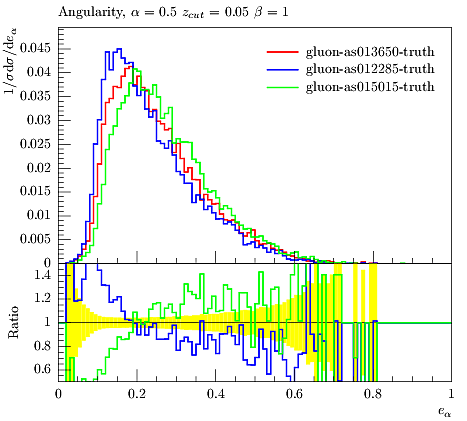 Angularity, α = 0.5 z_cut = 0.05 β = 1
1/σ dσ/de_α
0.045
0.04
0.035
0.03
0.025
0.02
0.015
0.01
0.005
0
gluon-as013650-truth
gluon-as012285-truth
gluon-as015015-truth
Ratio
1.4
1.2
1
0.8
0.6
0 0.2 0.4 0.6 0.8 1
e_α